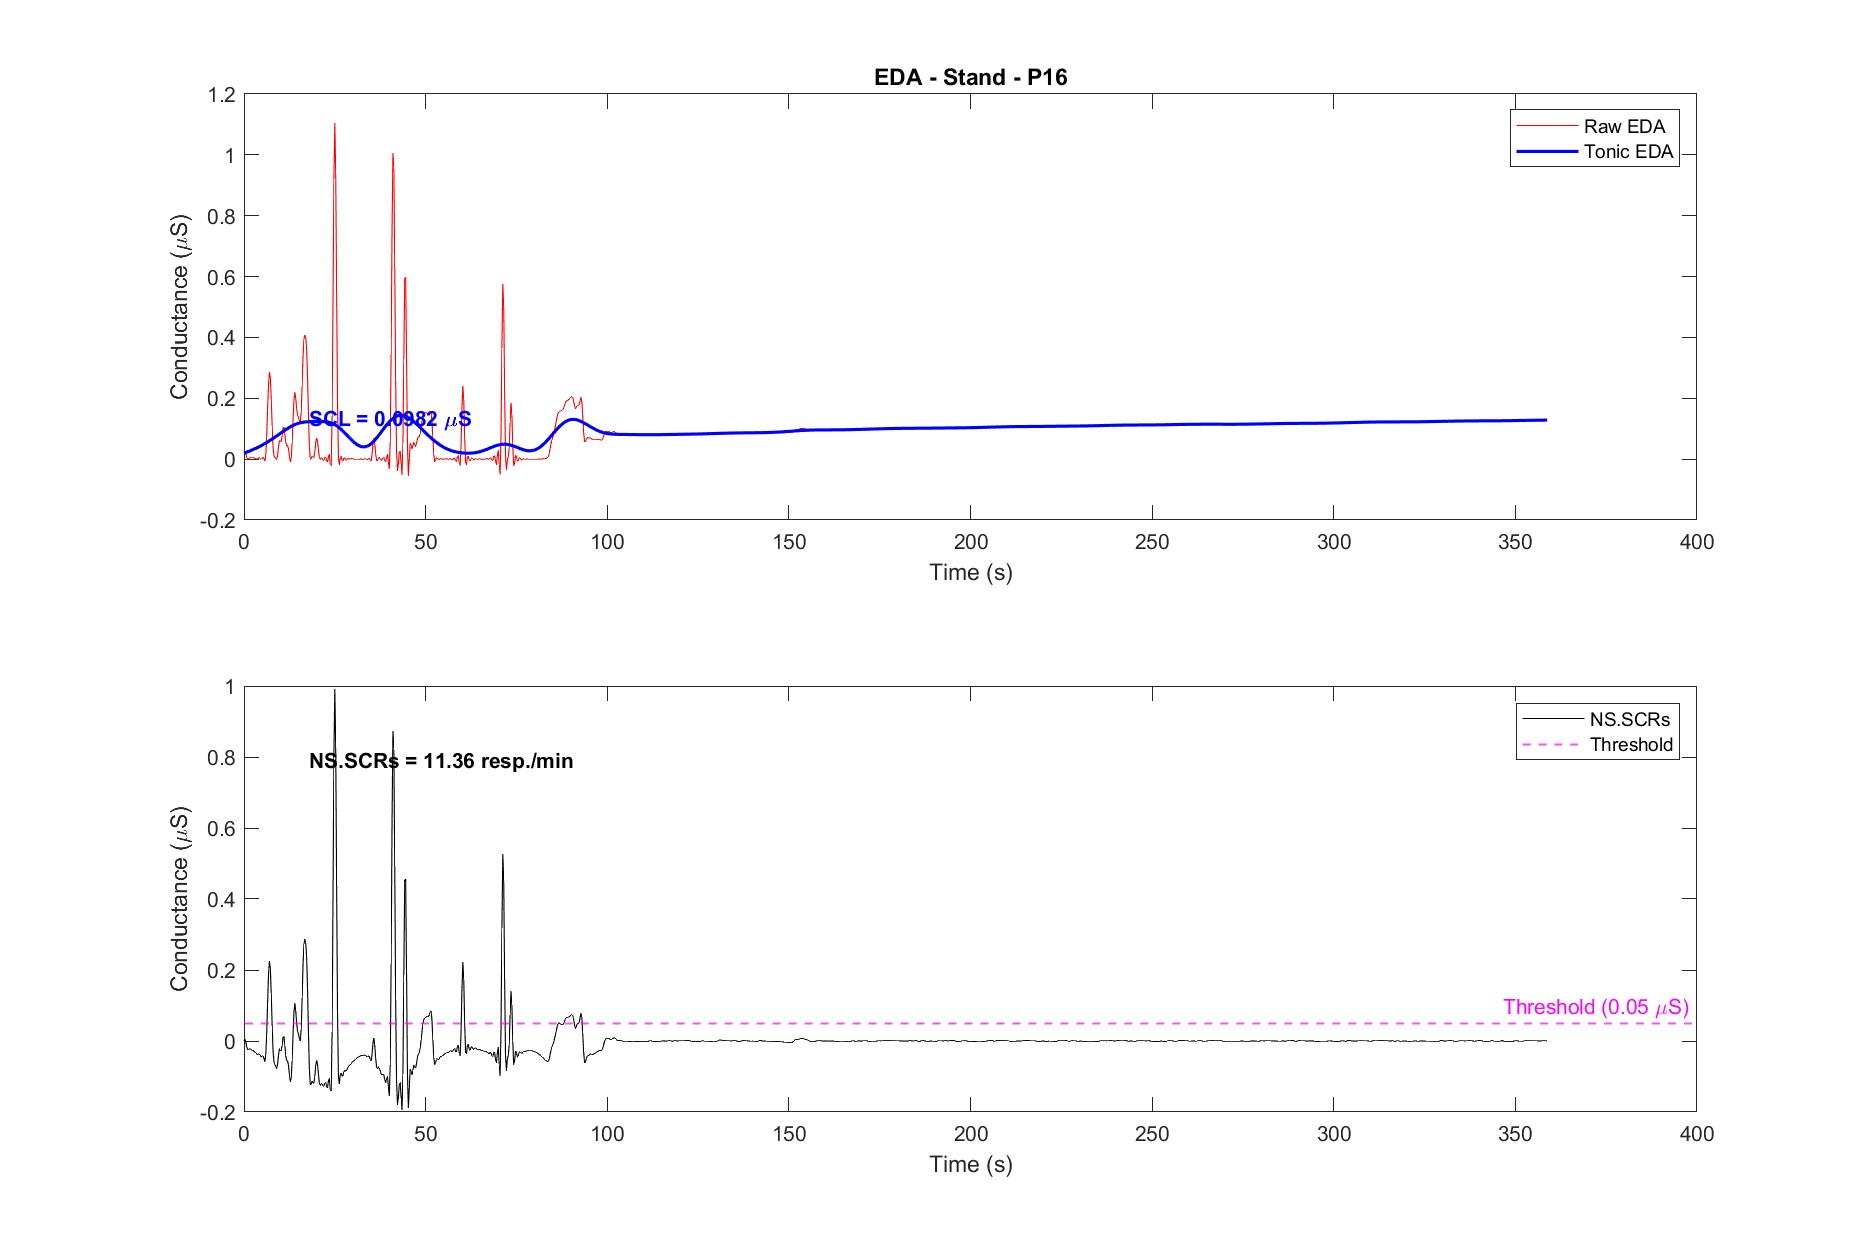 EDA - Stand - P16
1.2
1
0.8
0.6
0.4
0.2
0
-0.2
Conductance (μS)
Raw EDA
Tonic EDA
SCL = 0.0982 μS
0 50 100 150 200 250 300 350 400
Time (s)
1
0.8
0.6
0.4
0.2
0
-0.2
Conductance (μS)
NS.SCRs
Threshold
NS.SCRs = 11.36 resp./min
Threshold (0.05 μS)
0 50 100 150 200 250 300 350 400
Time (s)